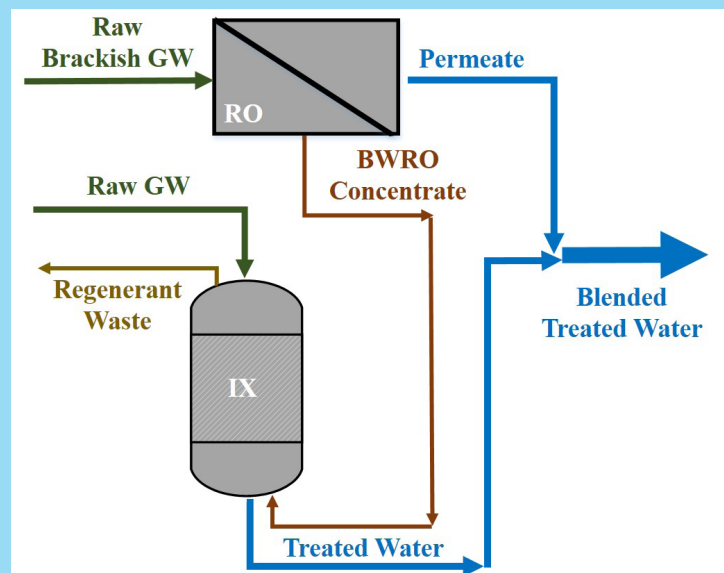 Raw
Brackish GW
RO
Permeate
BWRO
Concentrate
Raw GW
Regenerant
Waste
IX
Blended
Treated Water
Treated Water